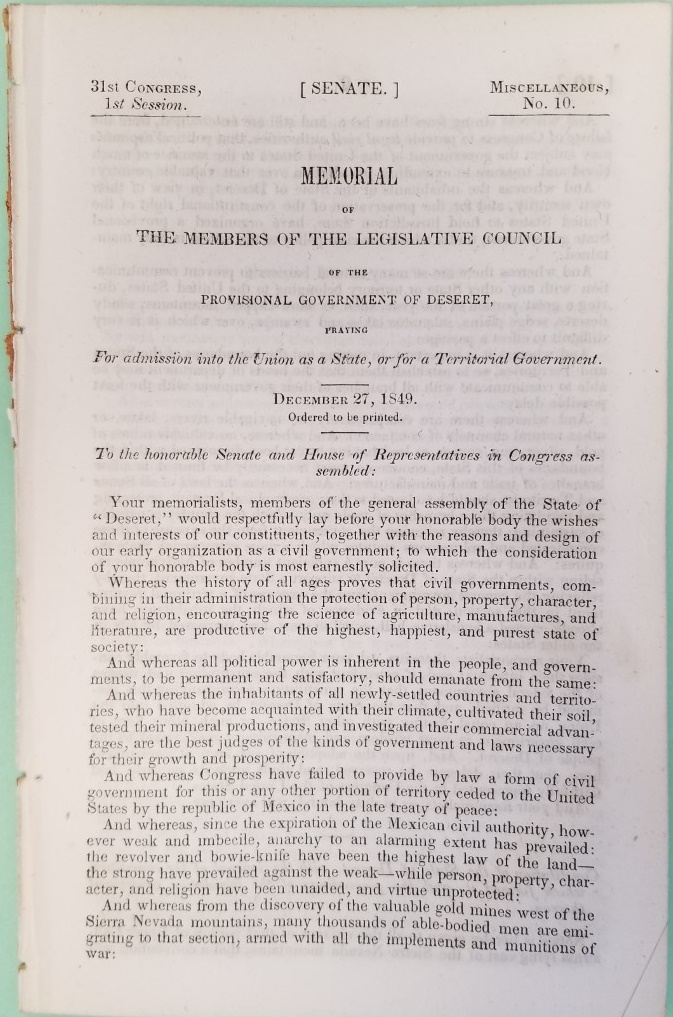 31st Congress,
1st Session.
[ SENATE. ]
Miscellaneous,
No. 10.
MEMORIAL
OF
THE MEMBERS OF THE LEGISLATIVE COUNCIL
OF THE
PROVISIONAL GOVERNMENT OF DESERET,
PRAYING
For admission into the Union as a State, or for a Territorial Government.
December 27, 1849.
Ordered to be printed.
To the honorable Senate and House of Representatives in Congress as-
sembled:
Your memorialists, members of the general assembly of the State of
“Deseret,” would respectfully lay before your honorable body the wishes
and interests of our constituents, together with the reasons and design of
our early organization as a civil government; to which the consideration
of your honorable body is most earnestly solicited.
Whereas the history of all ages proves that civil governments, com-
bining in their administration the protection of person, property, character,
and religion, encouraging the science of agriculture, manufactures, and
literature, are productive of the highest, happiest, and purest state of
society:
And whereas all political power is inherent in the people, and govern-
ments, to be permanent and satisfactory, should emanate from the same:
And whereas the inhabitants of all newly-settled countries and territo-
ries, who have become acquainted with their climate, cultivated their soil,
tested their mineral productions, and investigated their commercial advan-
tages, are the best judges of the kinds of government and laws necessary
for their growth and prosperity:
And whereas Congress have failed to provide by law a form of civil
government for this or any other portion of territory ceded to the United
States by the republic of Mexico in the late treaty of peace:
And whereas, since the expiration of the Mexican civil authority, how-
ever weak and imbecile, anarchy to an alarming extent has prevailed:
the revolver and bowie-knife have been the highest law of the land—
the strong have prevailed against the weak—while person, property, char-
acter, and religion have been unaided, and virtue unprotected:
And whereas from the discovery of the valuable gold mines west of the
Sierra Nevada mountains, many thousands of able-bodied men are emi-
grating to that section, armed with all the implements and munitions of
war: